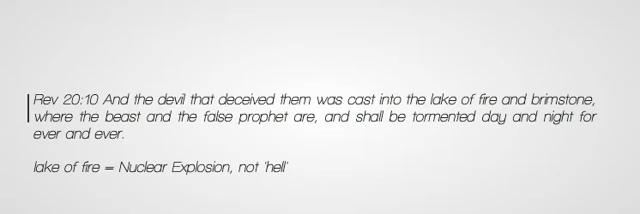 Rev 20:10 And the devil that deceived them was cast into the lake of fire and brimstone,
where the beast and the false prophet are, and shall be tormented day and night for
ever and ever.
lake of fire = Nuclear Explosion, not 'hell'